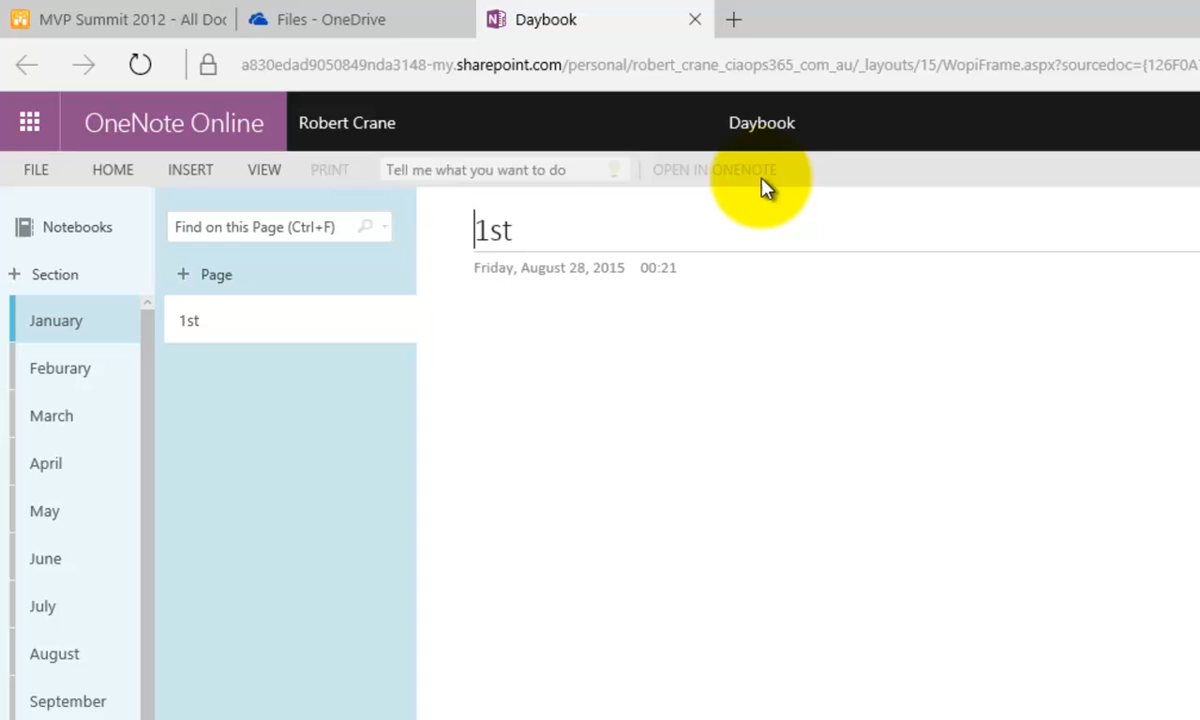 MVP Summit 2012 - All Doc
Files - OneDrive
Daybook
a830edad9050849nda3148-my.sharepoint.com/personal/robert_crane_ciaops365_com_au/_layouts/15/WopiFrame.aspx?sourcedoc={126F0A7
OneNote Online
Robert Crane
Daybook
FILE HOME INSERT VIEW PRINT Tell me what you want to do OPEN IN ONENOTE
Notebooks
+ Section
January
Feburary
March
April
May
June
July
August
September
Find on this Page (Ctrl+F)
+ Page
1st
1st
Friday, August 28, 2015 00:21